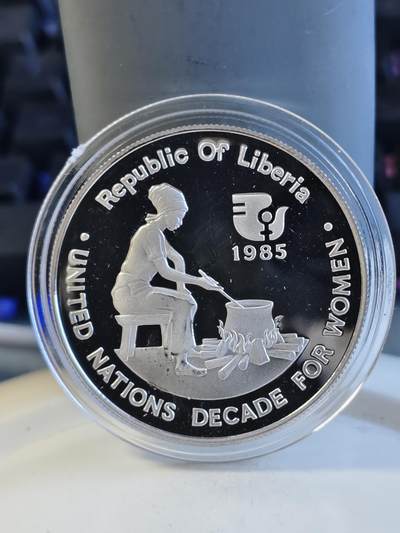 Republic Of Liberia
1985
• UNITED NATIONS DECADE FOR WOMEN •